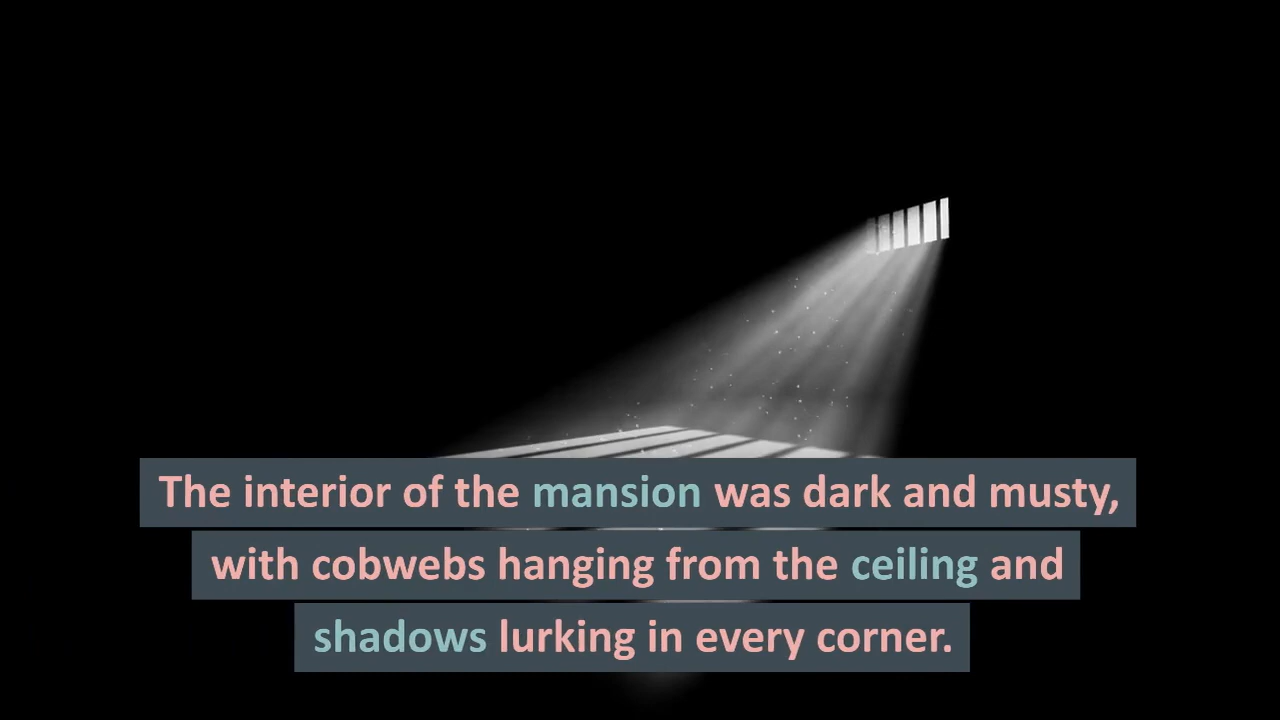 The interior of the mansion was dark and musty,
with cobwebs hanging from the ceiling and
shadows lurking in every corner.